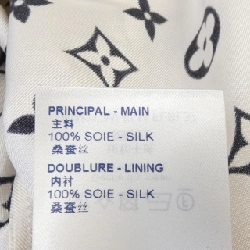 PRINCIPAL - MAIN
主料
100% SOIE - SILK
桑蚕丝
DOUBLURE - LINING
内衬
100% SOIE - SILK
桑蚕丝